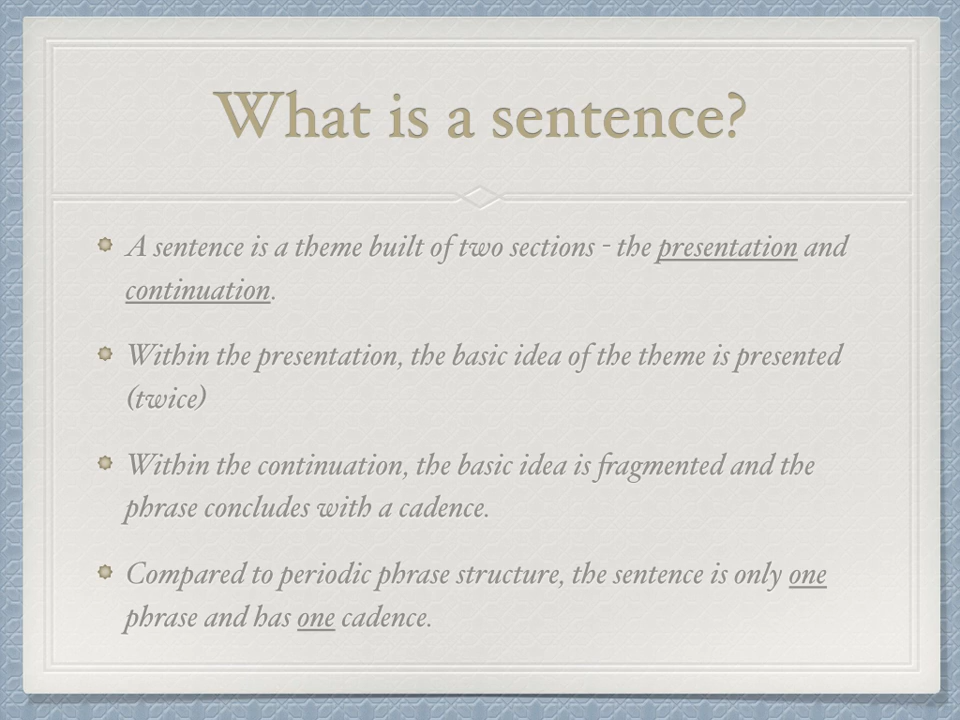 What is a sentence?
A sentence is a theme built of two sections - the presentation and
continuation.
Within the presentation, the basic idea of the theme is presented
(twice)
Within the continuation, the basic idea is fragmented and the
phrase concludes with a cadence.
Compared to periodic phrase structure, the sentence is only one
phrase and has one cadence.